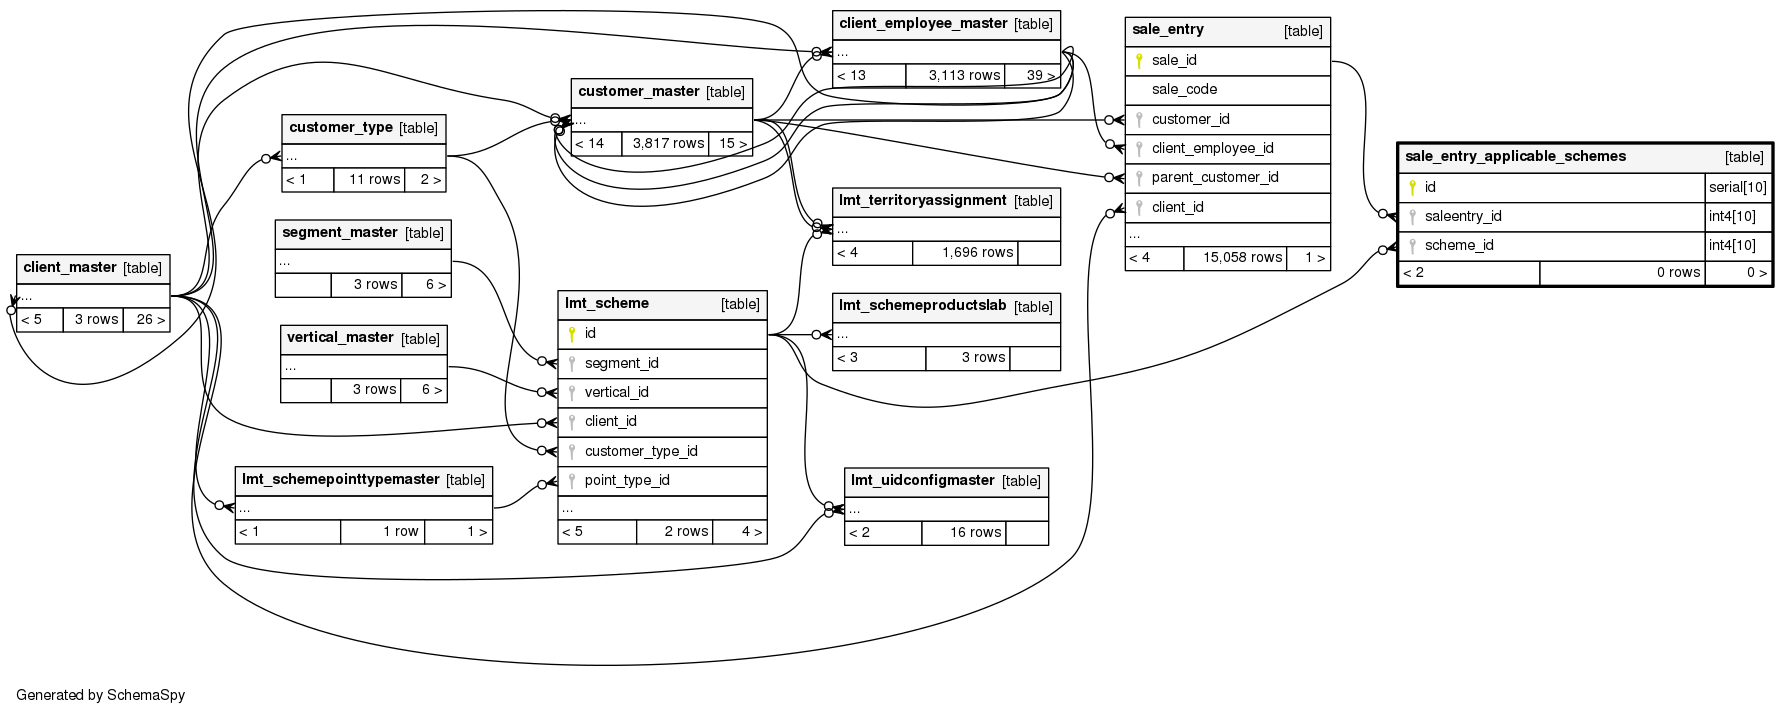 client_master [table]
...
< 5 3 rows 26 >
customer_type [table]
...
< 1 11 rows 2 >
segment_master [table]
...
3 rows 6 >
vertical_master [table]
...
3 rows 6 >
lmt_schemepointtypemaster [table]
...
< 1 1 row 1 >
customer_master [table]
...
< 14 3,817 rows 15 >
lmt_scheme [table]
id
segment_id
vertical_id
client_id
customer_type_id
point_type_id
...
< 5 2 rows 4 >
client_employee_master [table]
...
< 13 3,113 rows 39 >
lmt_territoryassignment [table]
...
< 4 1,696 rows
lmt_schemeproductslab [table]
...
< 3 3 rows
lmt_uidconfigmaster [table]
...
< 2 16 rows
sale_entry [table]
sale_id
sale_code
customer_id
client_employee_id
parent_customer_id
client_id
...
< 4 15,058 rows 1 >
sale_entry_applicable_schemes [table]
id serial[10]
saleentry_id int4[10]
scheme_id int4[10]
< 2 0 rows 0 >
Generated by SchemaSpy